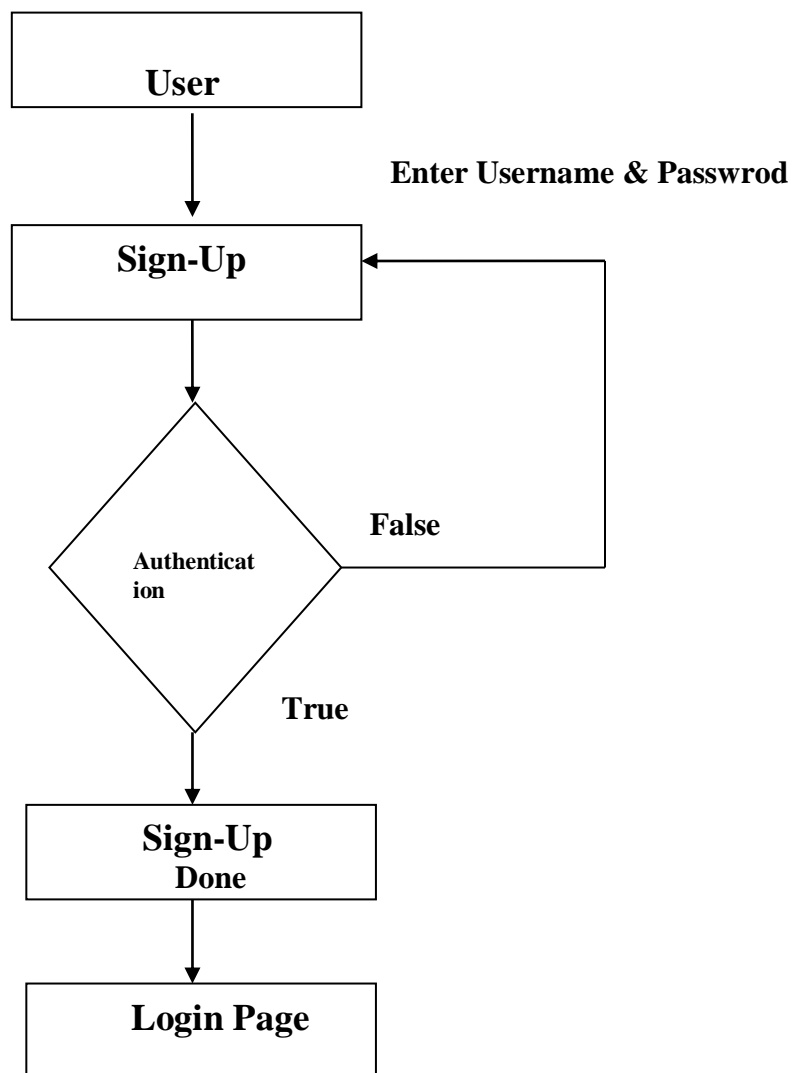 User
Enter Username & Passwrod
Sign-Up
False
Authenticat
ion
True
Sign-Up
Done
Login Page